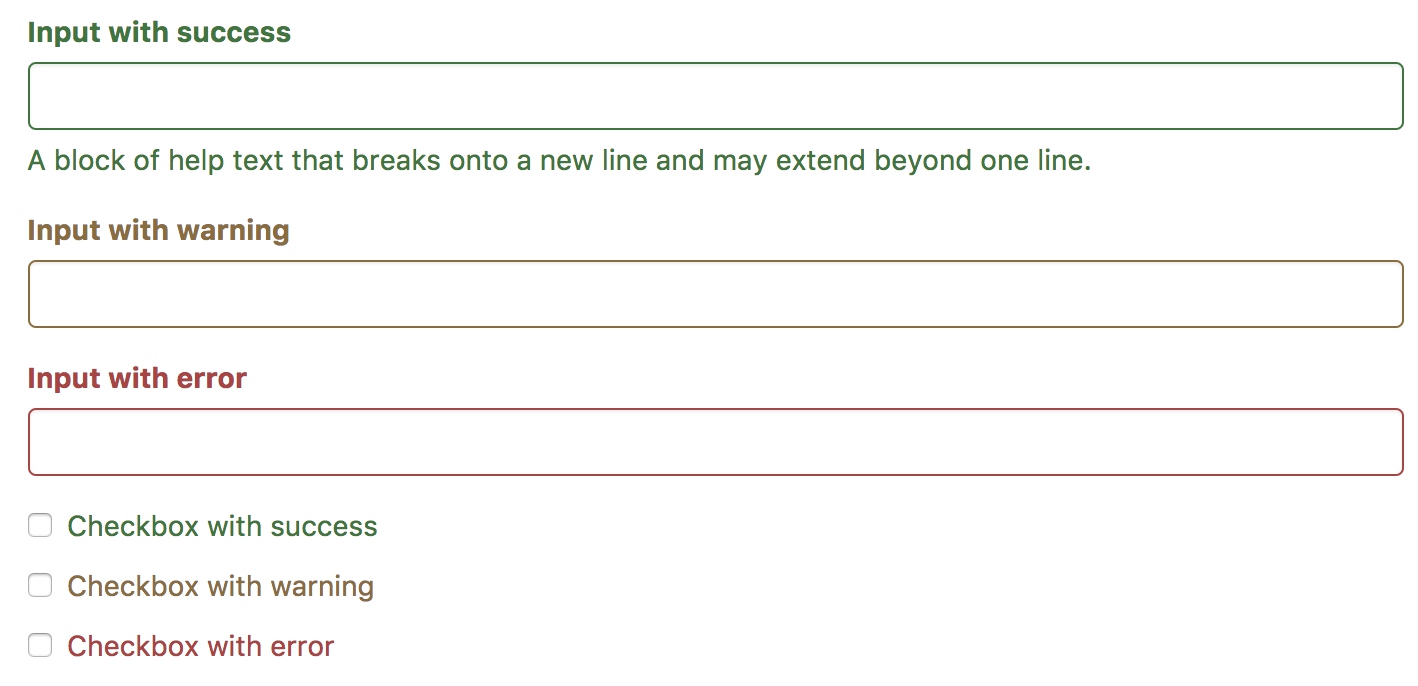 Input with success
A block of help text that breaks onto a new line and may extend beyond one line.
Input with warning
Input with error
Checkbox with success
Checkbox with warning
Checkbox with error